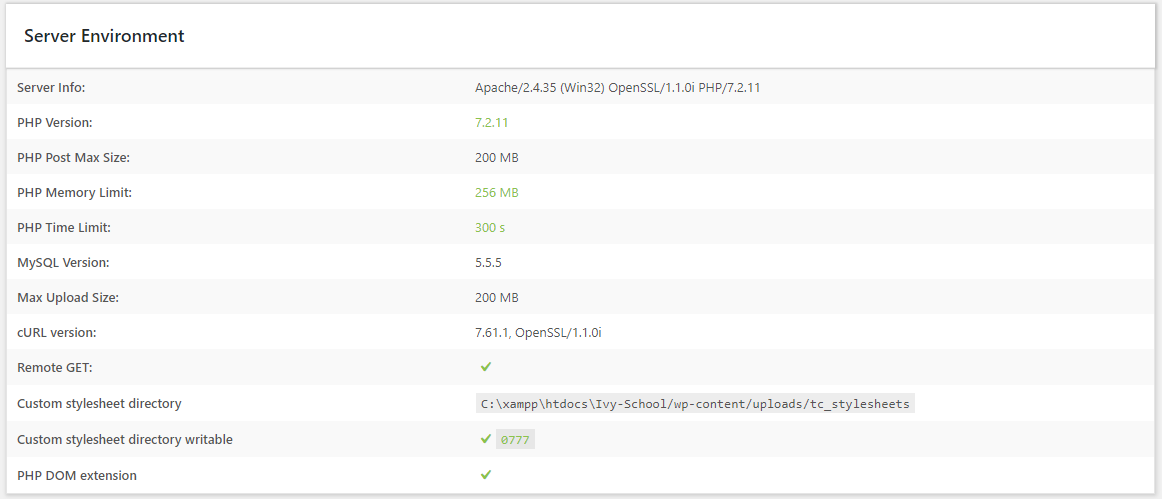 Server Environment
Server Info: Apache/2.4.35 (Win32) OpenSSL/1.1.0i PHP/7.2.11
PHP Version: 7.2.11
PHP Post Max Size: 200 MB
PHP Memory Limit: 256 MB
PHP Time Limit: 300 s
MySQL Version: 5.5.5
Max Upload Size: 200 MB
cURL version: 7.61.1, OpenSSL/1.1.0i
Remote GET: ✔
Custom stylesheet directory C:\xampp\htdocs\Ivy-School/wp-content/uploads/tc_stylesheets
Custom stylesheet directory writable ✔ 0777
PHP DOM extension ✔